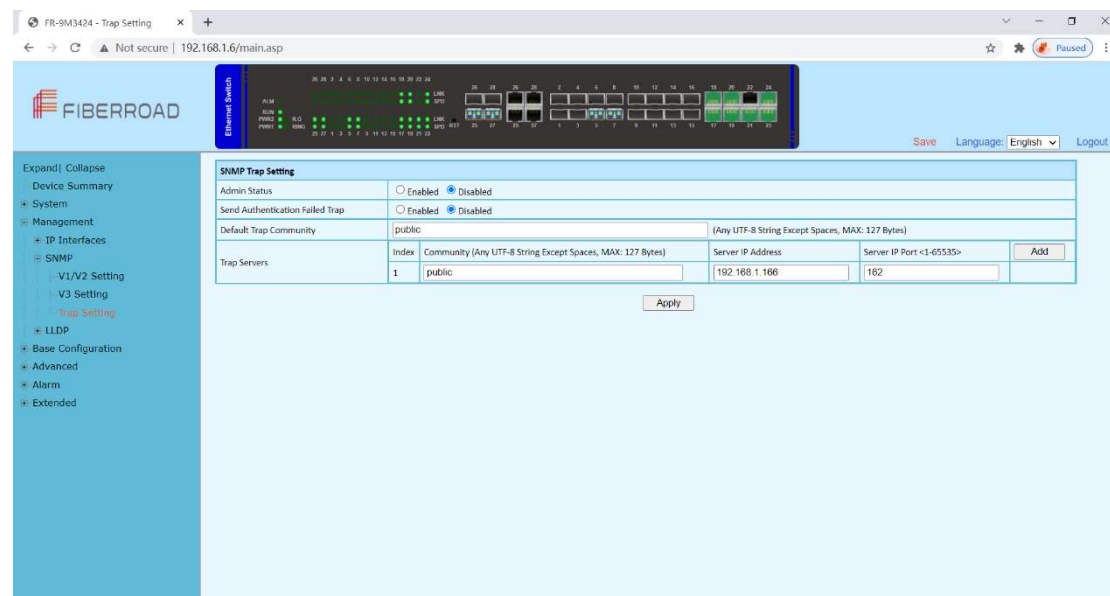 FR-9M3424 - Trap Setting
Not secure | 192.168.1.6/main.asp
Paused
FIBERROAD
Ethernet Switch
Save Language: English Logout
Expand| Collapse
Device Summary
System
Management
IP Interfaces
SNMP
V1/V2 Setting
V3 Setting
Trap Setting
LLDP
Base Configuration
Advanced
Alarm
Extended
SNMP Trap Setting
Admin Status Enabled Disabled
Send Authentication Failed Trap Enabled Disabled
Default Trap Community public (Any UTF-8 String Except Spaces, MAX: 127 Bytes)
Trap Servers
Index Community (Any UTF-8 String Except Spaces, MAX: 127 Bytes) Server IP Address Server IP Port <1-65535> Add
1 public 192.168.1.166 162
Apply